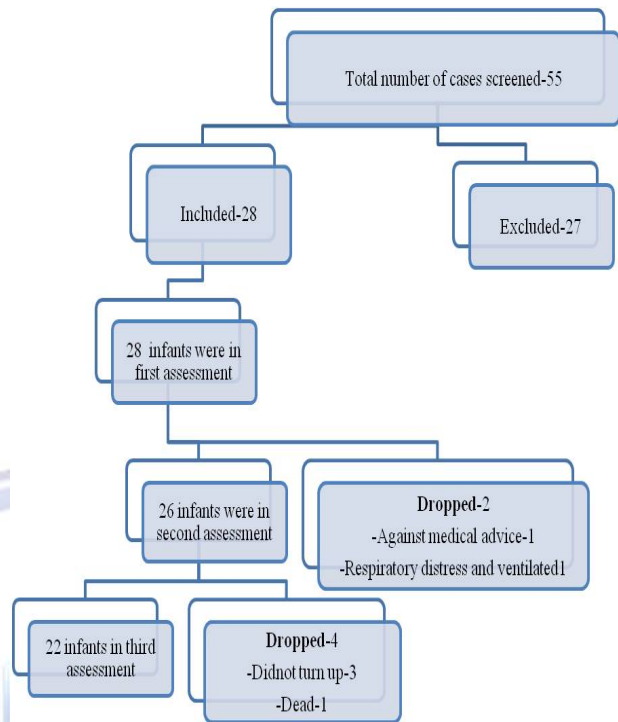 Total number of cases screened-55
Included-28
Excluded-27
28 infants were in
first assessment
26 infants were in
second assessment
Dropped-2
-Against medical advice-1
-Respiratory distress and ventilated1
22 infants in third
assessment
Dropped-4
-Didnot turn up-3
-Dead-1